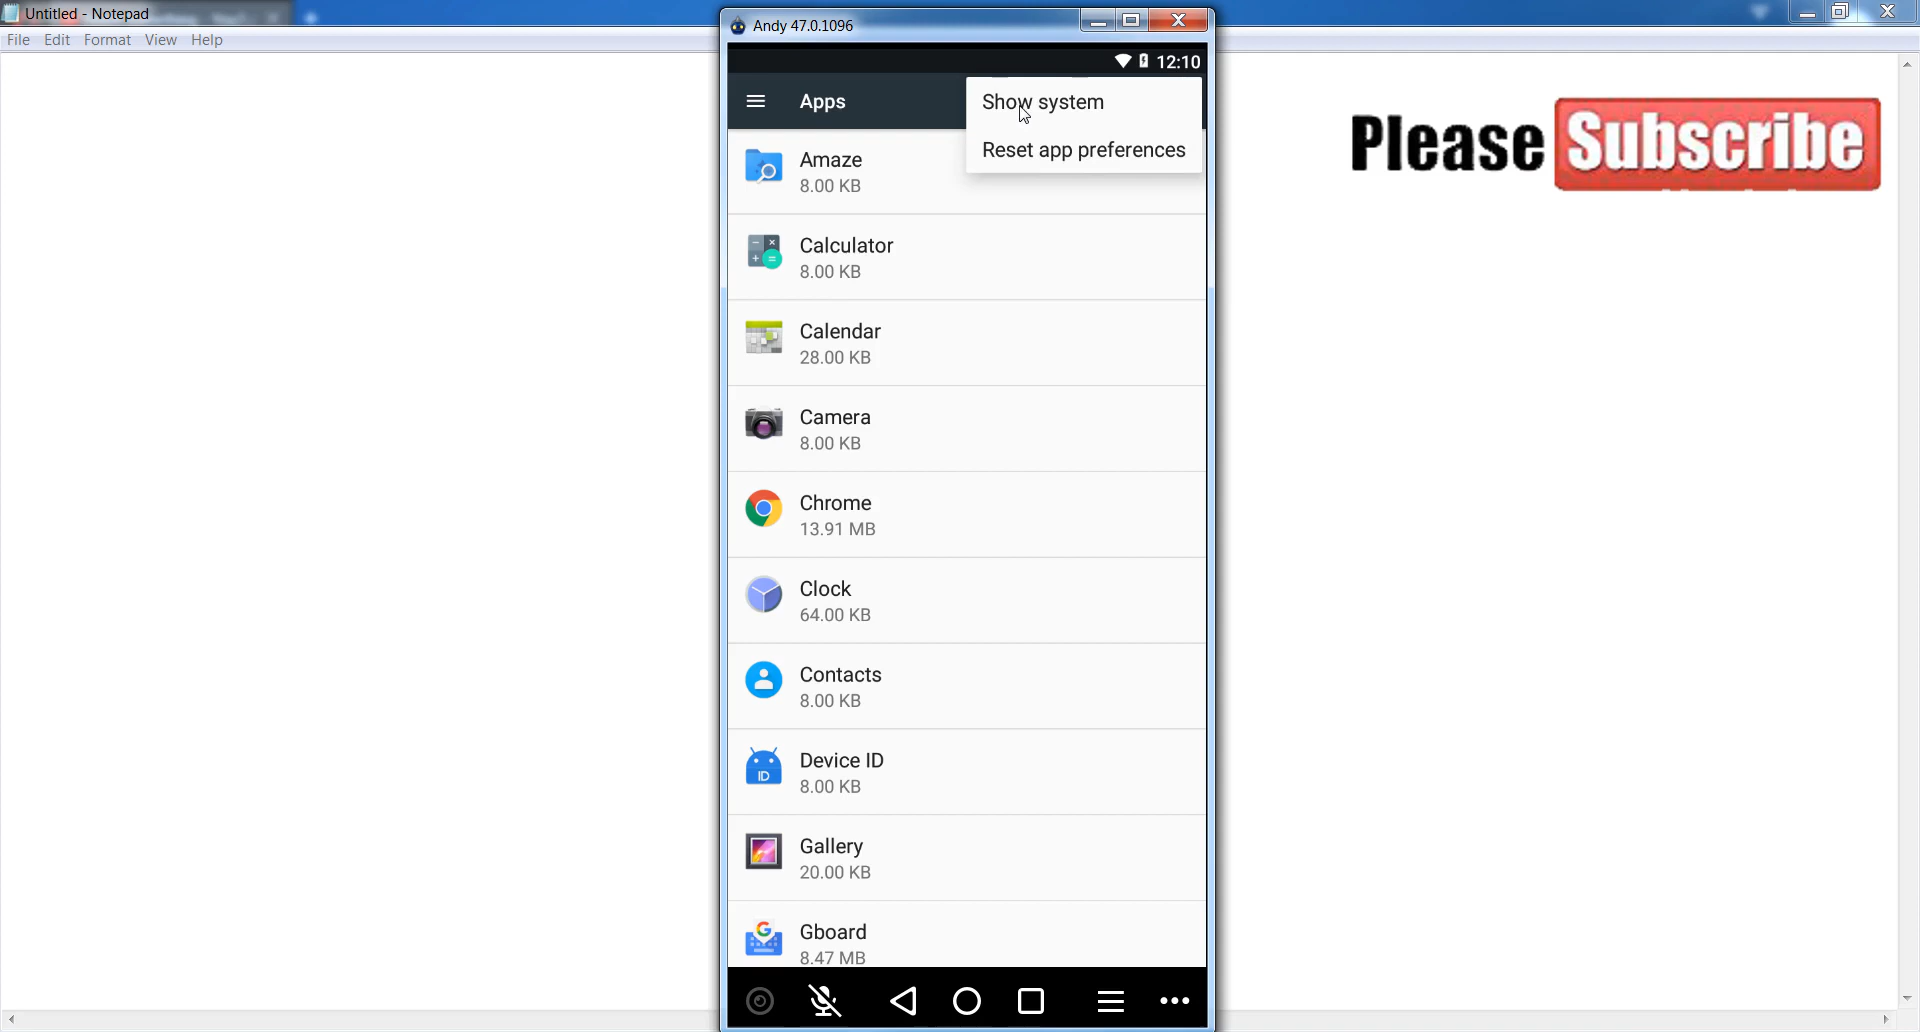 Untitled - Notepad
File Edit Format View Help
Andy 47.0.1096
12:10
Apps
Show system
Reset app preferences
Amaze
8.00 KB
Calculator
8.00 KB
Calendar
28.00 KB
Camera
8.00 KB
Chrome
13.91 MB
Clock
64.00 KB
Contacts
8.00 KB
Device ID
8.00 KB
ID
Gallery
20.00 KB
Gboard
8.47 MB
G
Please Subscribe